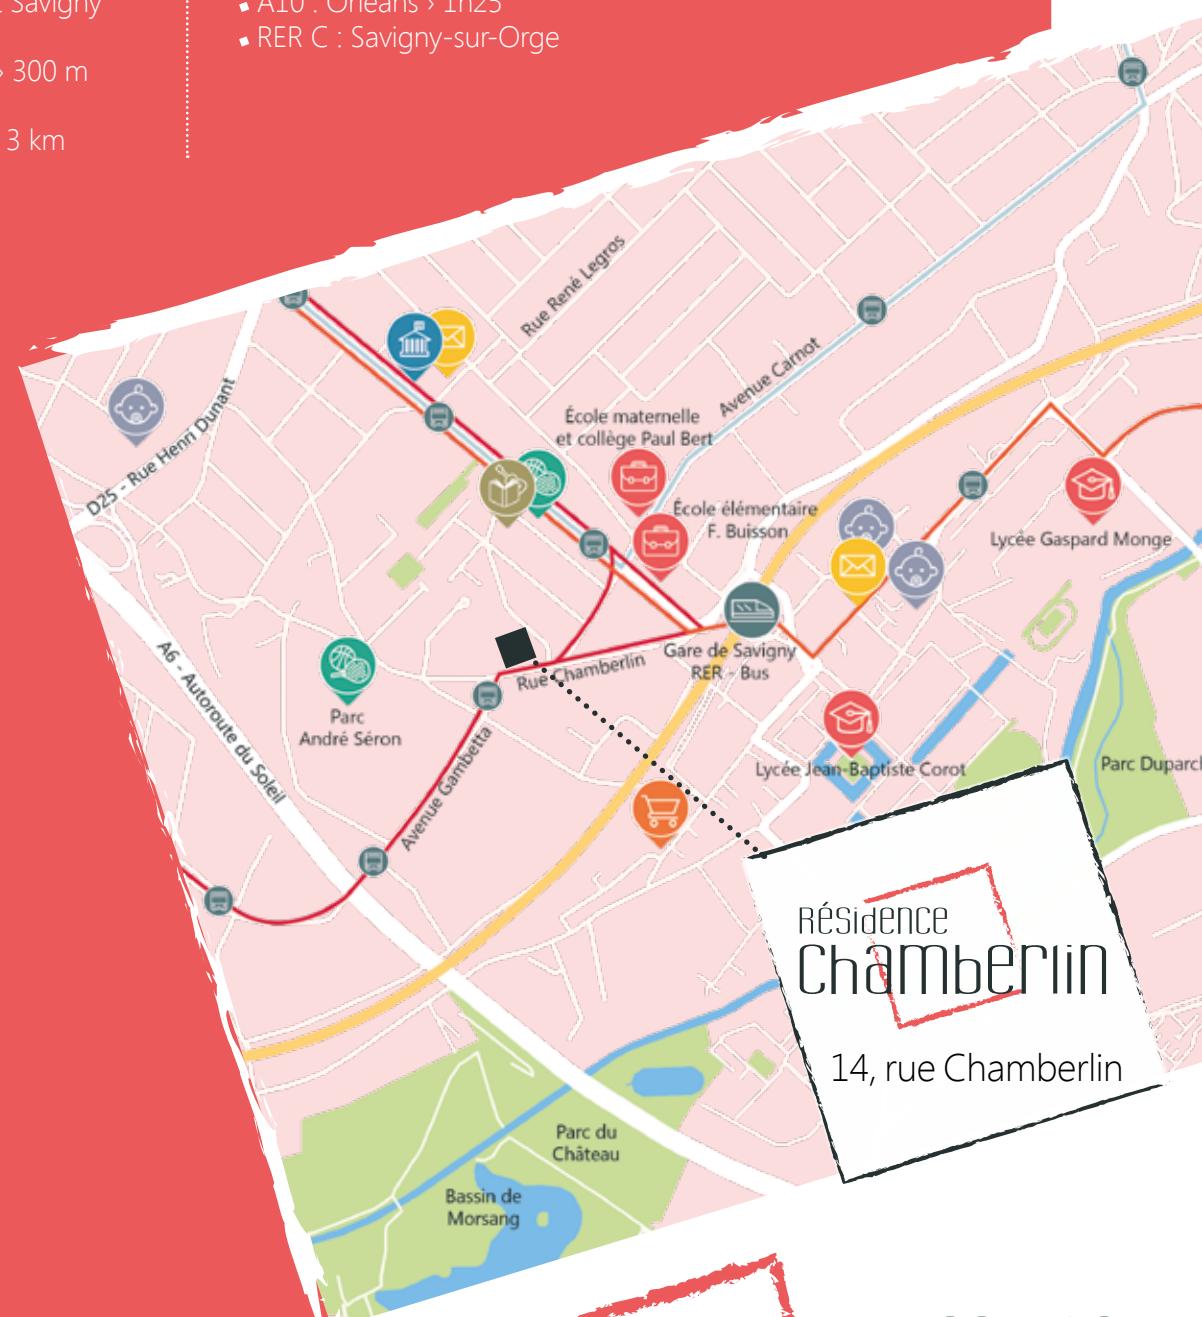 : Savigny
› 300 m
3 km
A10 : Orléans › 1h25
RER C : Savigny-sur-Orge
Rue René Legros
Avenue Carnot
École maternelle
et collège Paul Bert
D25 - Rue Henri Dunant
École élémentaire
F. Buisson
Lycée Gaspard Monge
A6 - Autoroute du Soleil
Gare de Savigny
RER - Bus
Rue Chamberlin
Parc
André Séron
Avenue Gambetta
Lycée Jean-Baptiste Corot
Parc Duparc
Résidence
Chamberlin
14, rue Chamberlin
Parc du
Château
Bassin de
Morsang